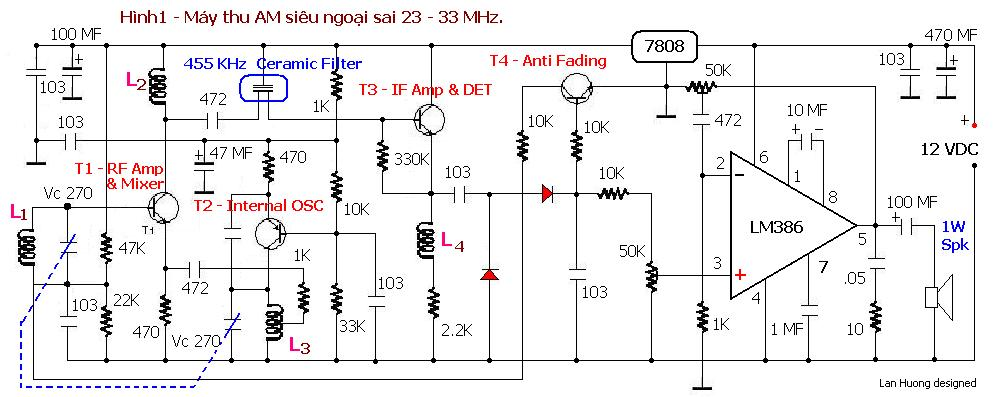 Hình1 - Máy thu AM siêu ngoại sai 23 - 33 MHz.
100 MF
7808
470 MF
103
L2
455 KHz Ceramic Filter
T3 - IF Amp & DET
T4 - Anti Fading
50K
103
1K
472
10 MF
472
+
12 VDC
103
47 MF
470
330K
103
10K
10K
10K
2
6
1
8
T1 - RF Amp
& Mixer
Vc 270
T2 - Internal OSC
10K
L1
T1
L4
LM386
100 MF
5
1W
Spk
47K
1K
50K
3
7
4
.05
472
103
22K
470
Vc 270
L3
33K
103
2.2K
103
1K
1 MF
10
Lan Huong designed